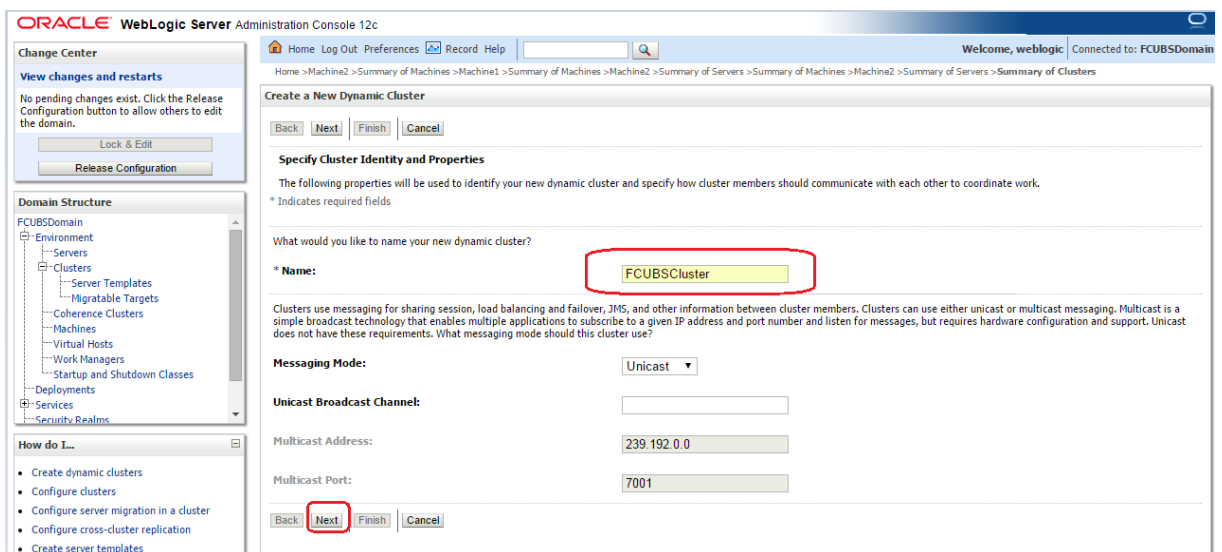 ORACLE WebLogic Server Administration Console 12c
Change Center
View changes and restarts
No pending changes exist. Click the Release
Configuration button to allow others to edit
the domain.
Lock & Edit
Release Configuration
Domain Structure
FCUBSDomain
Environment
Servers
Clusters
Server Templates
Migratable Targets
Coherence Clusters
Machines
Virtual Hosts
Work Managers
Startup and Shutdown Classes
Deployments
Services
Security Realms
How do I...
Create dynamic clusters
Configure clusters
Configure server migration in a cluster
Configure cross-cluster replication
Create server templates
Home Log Out Preferences Record Help
Welcome, weblogic Connected to: FCUBSDomain
Home >Machine2 >Summary of Machines >Machine1 >Summary of Machines >Machine2 >Summary of Servers >Summary of Machines >Machine2 >Summary of Servers >Summary of Clusters
Create a New Dynamic Cluster
Back Next Finish Cancel
Specify Cluster Identity and Properties
The following properties will be used to identify your new dynamic cluster and specify how cluster members should communicate with each other to coordinate work.
* Indicates required fields
What would you like to name your new dynamic cluster?
* Name: FCUBSCluster
Clusters use messaging for sharing session, load balancing and failover, JMS, and other information between cluster members. Clusters can use either unicast or multicast messaging. Multicast is a
simple broadcast technology that enables multiple applications to subscribe to a given IP address and port number and listen for messages, but requires hardware configuration and support. Unicast
does not have these requirements. What messaging mode should this cluster use?
Messaging Mode: Unicast
Unicast Broadcast Channel:
Multicast Address: 239.192.0.0
Multicast Port: 7001
Back Next Finish Cancel